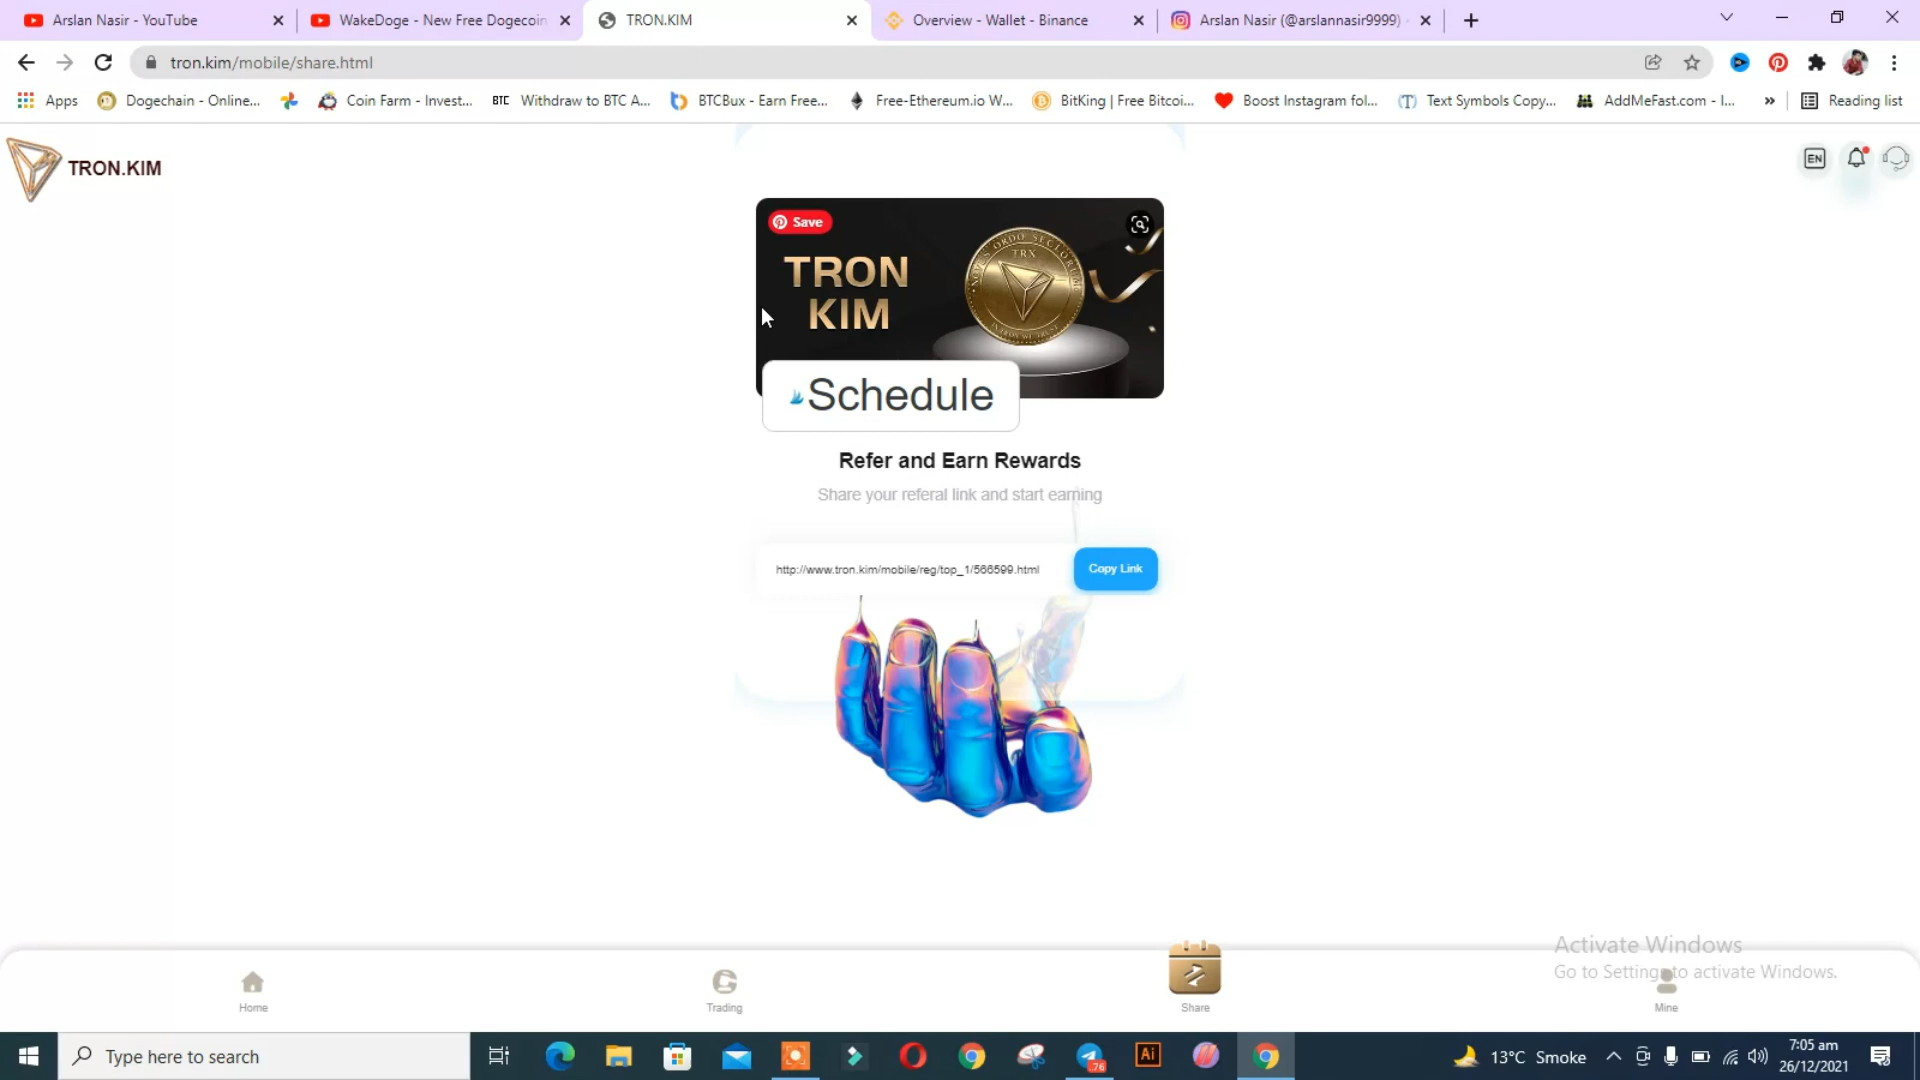 Arslan Nasir - YouTube
WakeDoge - New Free Dogecoin
TRON.KIM
Overview - Wallet - Binance
Arslan Nasir (@arslannasir9999)
tron.kim/mobile/share.html
Apps
Dogechain - Online...
Coin Farm - Invest...
BTC Withdraw to BTC A...
BTCBux - Earn Free...
Free-Ethereum.io W...
BitKing | Free Bitcoi...
Boost Instagram fol...
(T) Text Symbols Copy...
AddMeFast.com - I...
»
Reading list
TRON.KIM
EN
Save
TRON
KIM
TRX
Schedule
Refer and Earn Rewards
Share your referal link and start earning
http://www.tron.kim/mobile/reg/top_1/566599.html
Copy Link
Activate Windows
Go to Settings to activate Windows.
Home
Trading
Share
Mine
Type here to search
Ai
76
13°C Smoke
7:05 am
26/12/2021